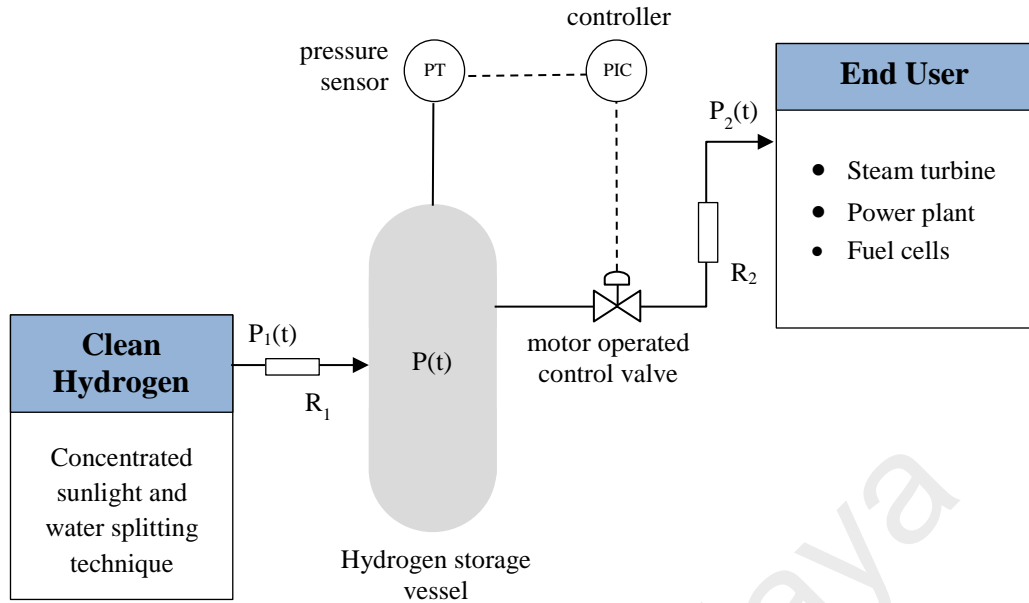 controller
pressure
sensor
PT
PIC
End User
P₂(t)
● Steam turbine
● Power plant
● Fuel cells
R₂
P₁(t)
Clean
Hydrogen
R₁
P(t)
motor operated
control valve
Concentrated
sunlight and
water splitting
technique
Hydrogen storage
vessel
aya